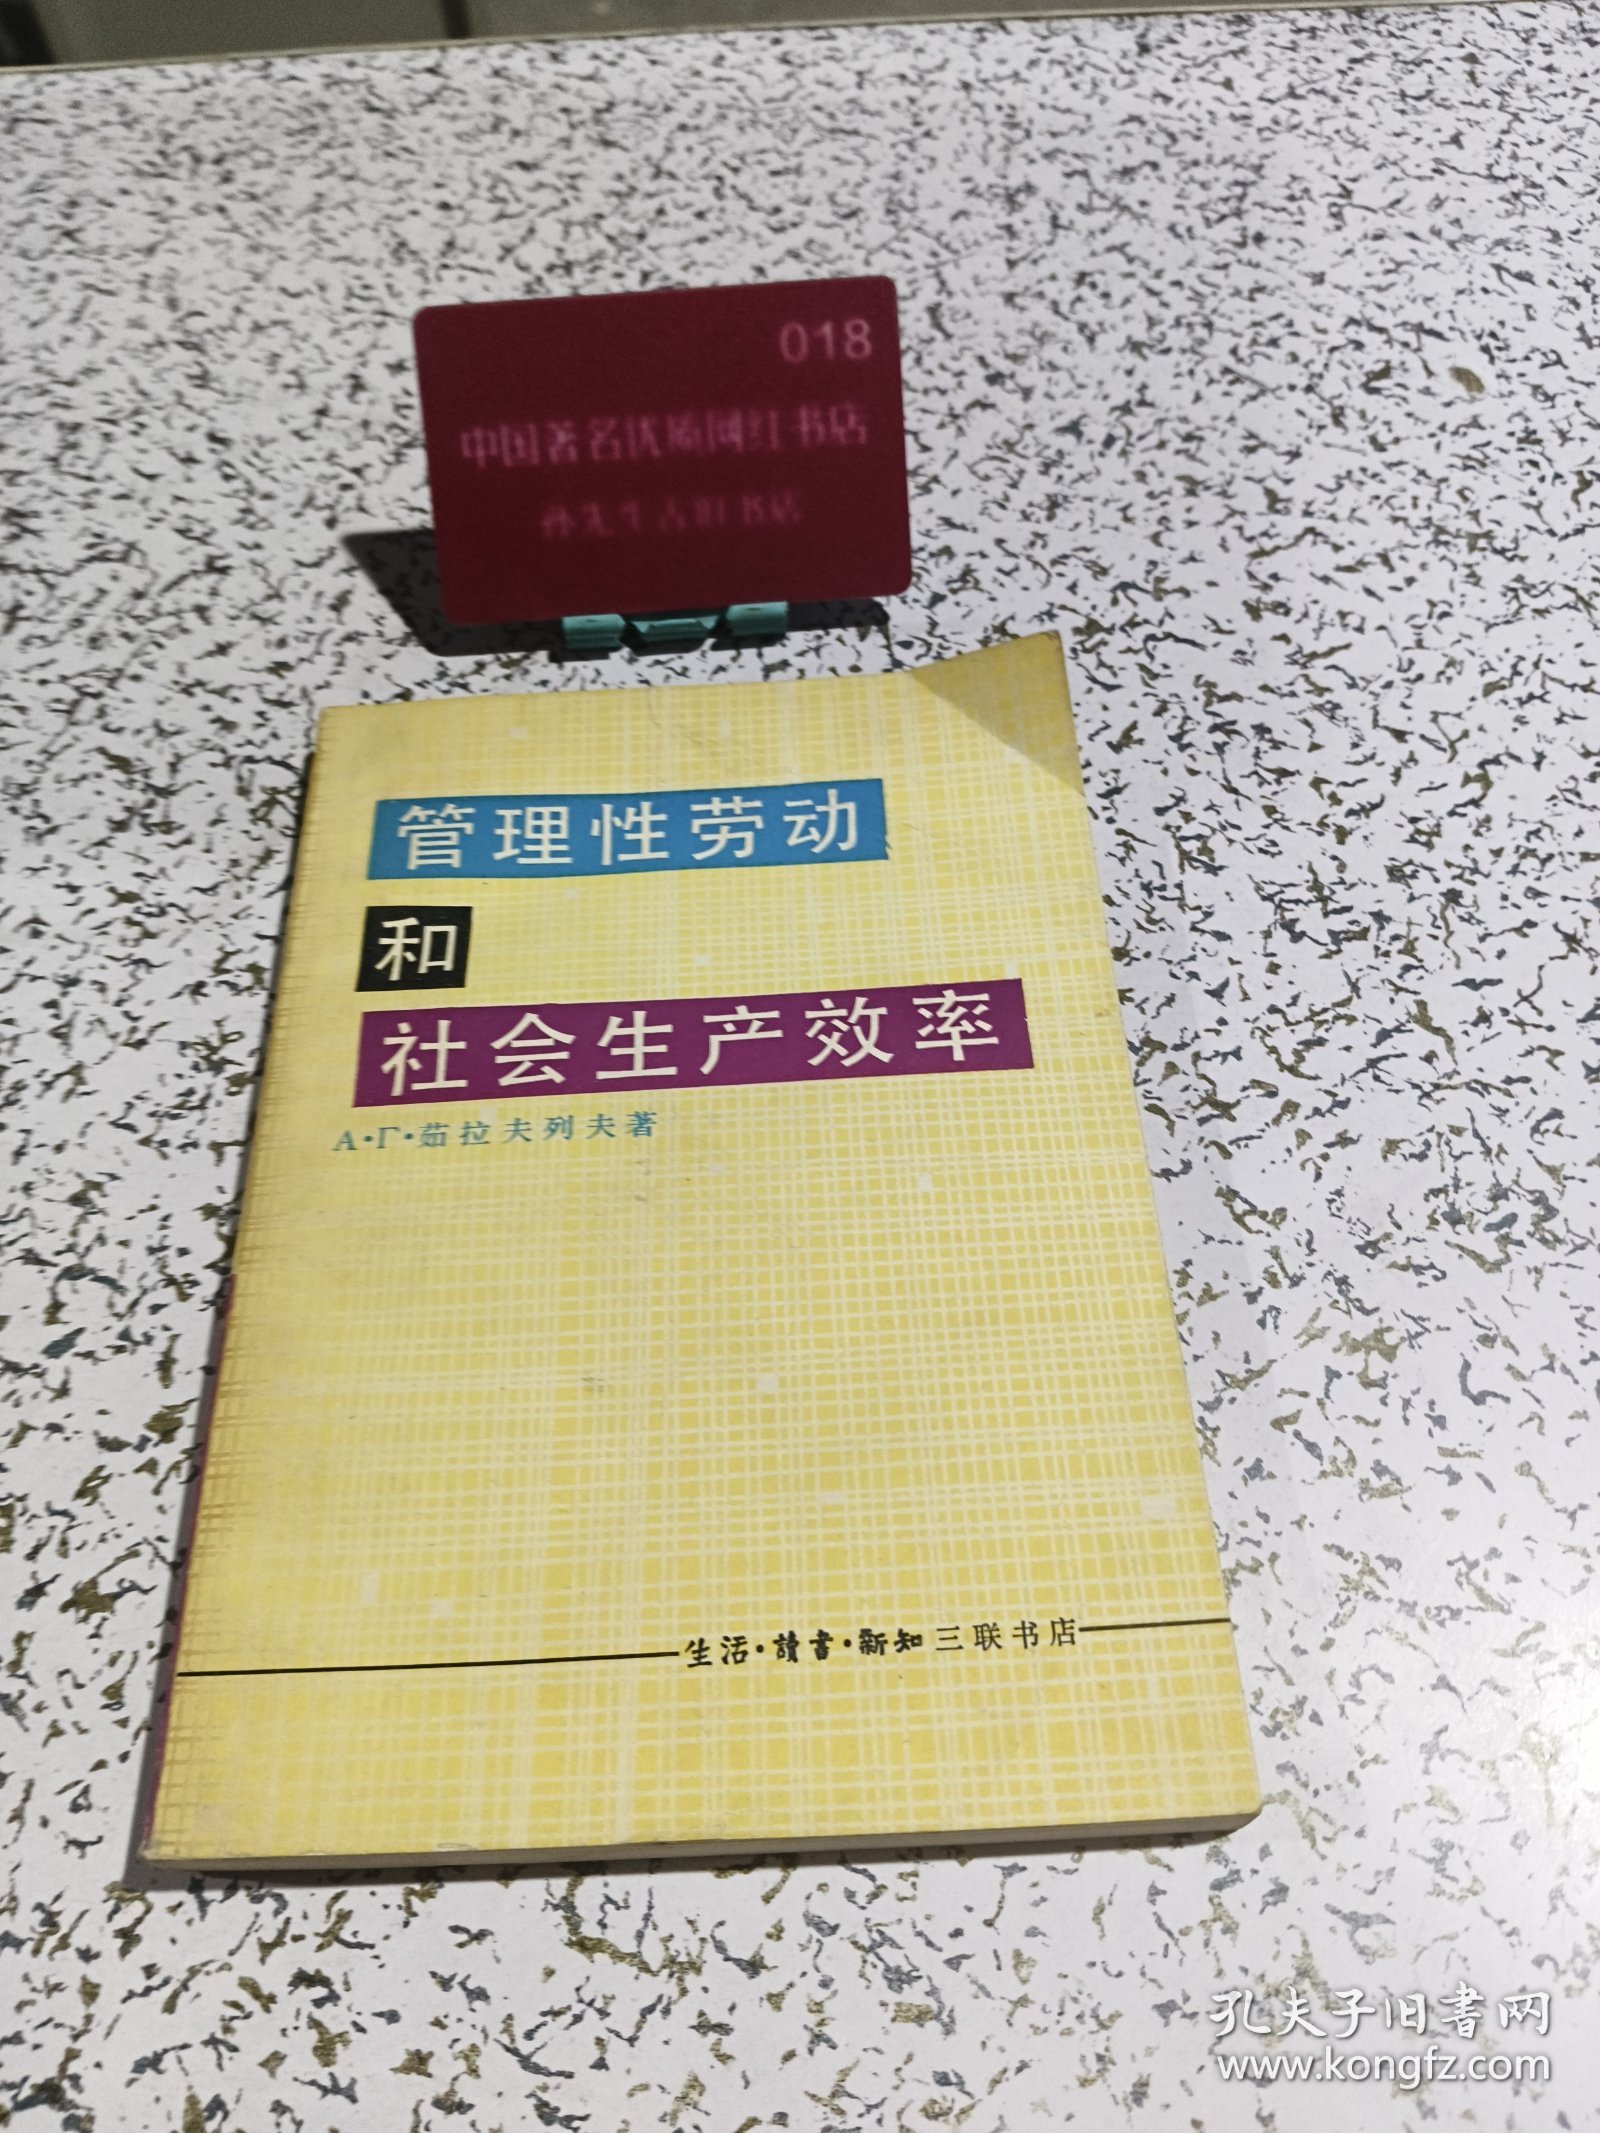 018
中国著名优质网红书店
孙先生古旧书店
管理性劳动
和
社会生产效率
А·Г·茹拉夫列夫著
生活·讀書·新知三联书店
孔夫子旧書网
www.kongfz.com